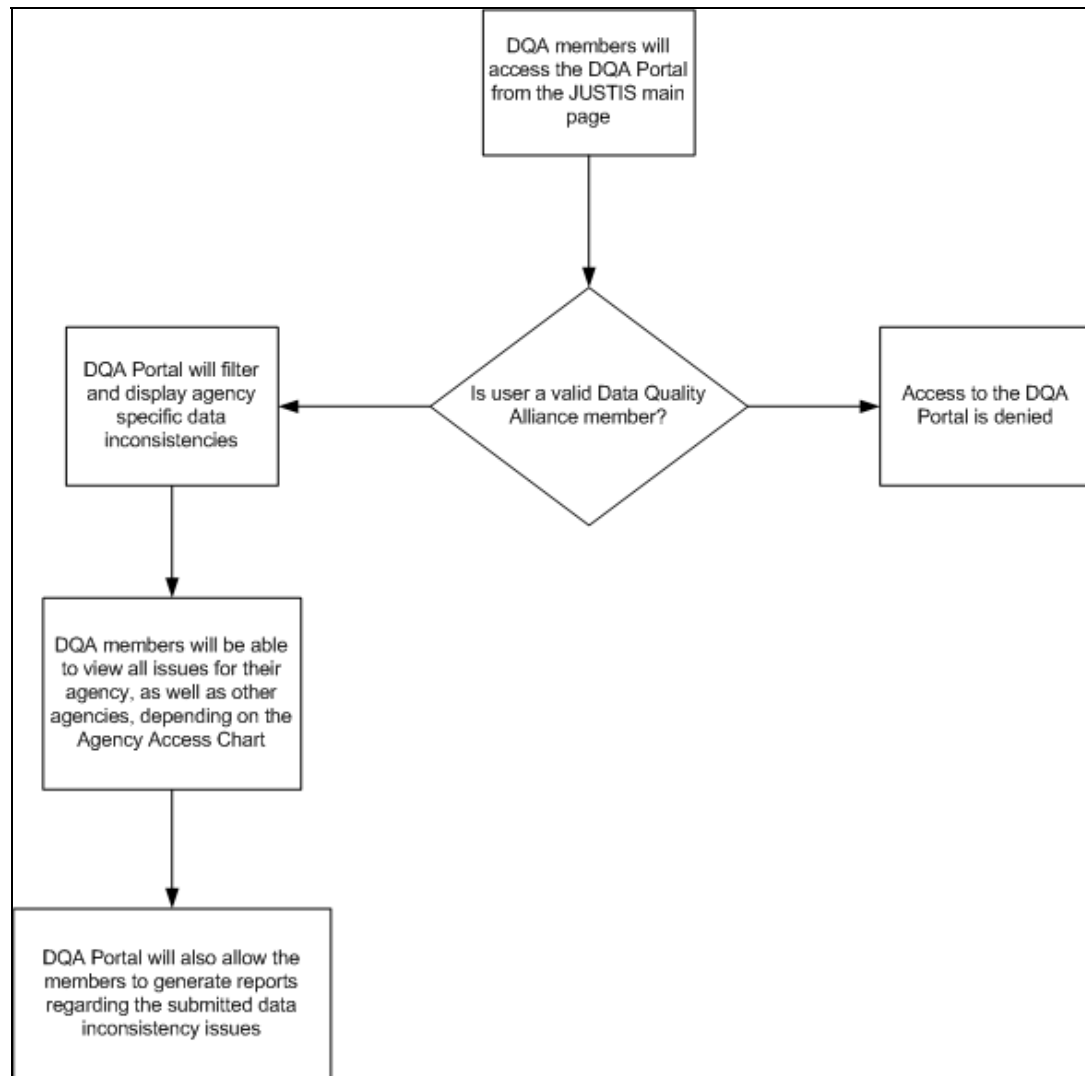 DQA members will
access the DQA Portal
from the JUSTIS main
page
DQA Portal will filter
and display agency
specific data
inconsistencies
Is user a valid Data Quality
Alliance member?
Access to the DQA
Portal is denied
DQA members will be able
to view all issues for their
agency, as well as other
agencies, depending on the
Agency Access Chart
DQA Portal will also allow the
members to generate reports
regarding the submitted data
inconsistency issues